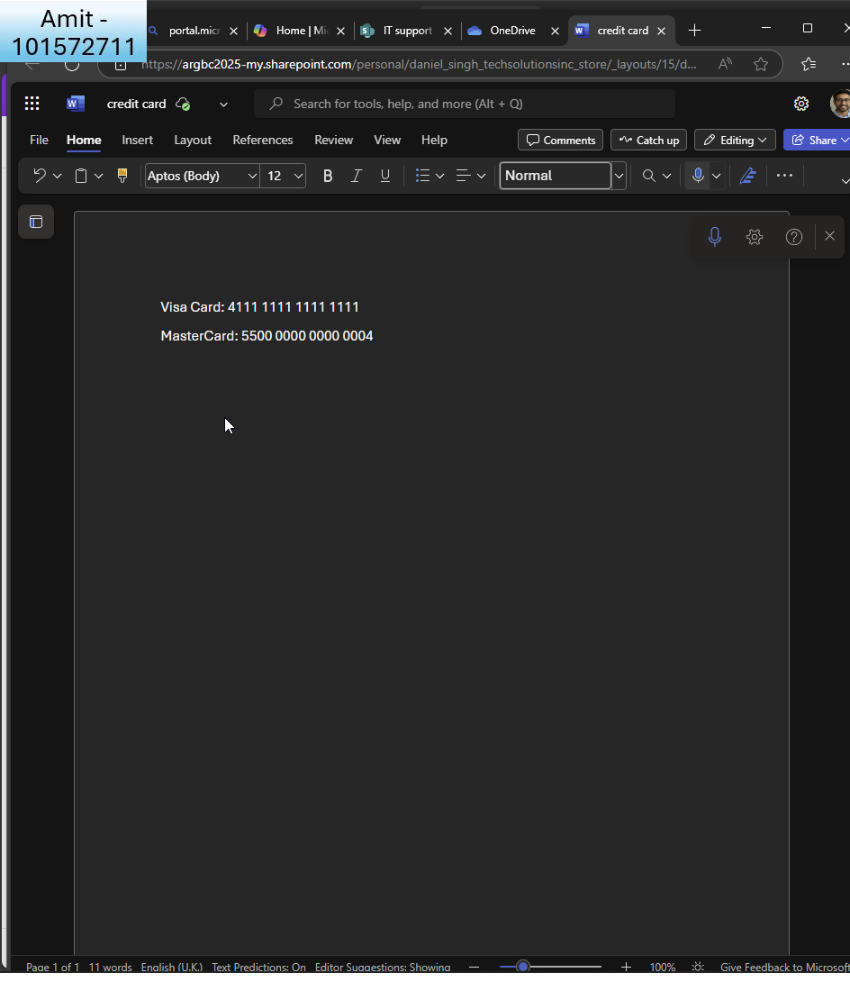 Amit -
101572711
portal.micr
Home | Mi
IT support
OneDrive
credit card
https://argbc2025-my.sharepoint.com/personal/daniel_singh_techsolutionsinc_store/_layouts/15/d...
credit card
Search for tools, help, and more (Alt + Q)
File Home Insert Layout References Review View Help Comments Catch up Editing Share
Aptos (Body) 12 B I U Normal
Visa Card: 4111 1111 1111 1111
MasterCard: 5500 0000 0000 0004
Page 1 of 1 11 words English (U.K.) Text Predictions: On Editor Suggestions: Showing 100% Give Feedback to Microsoft